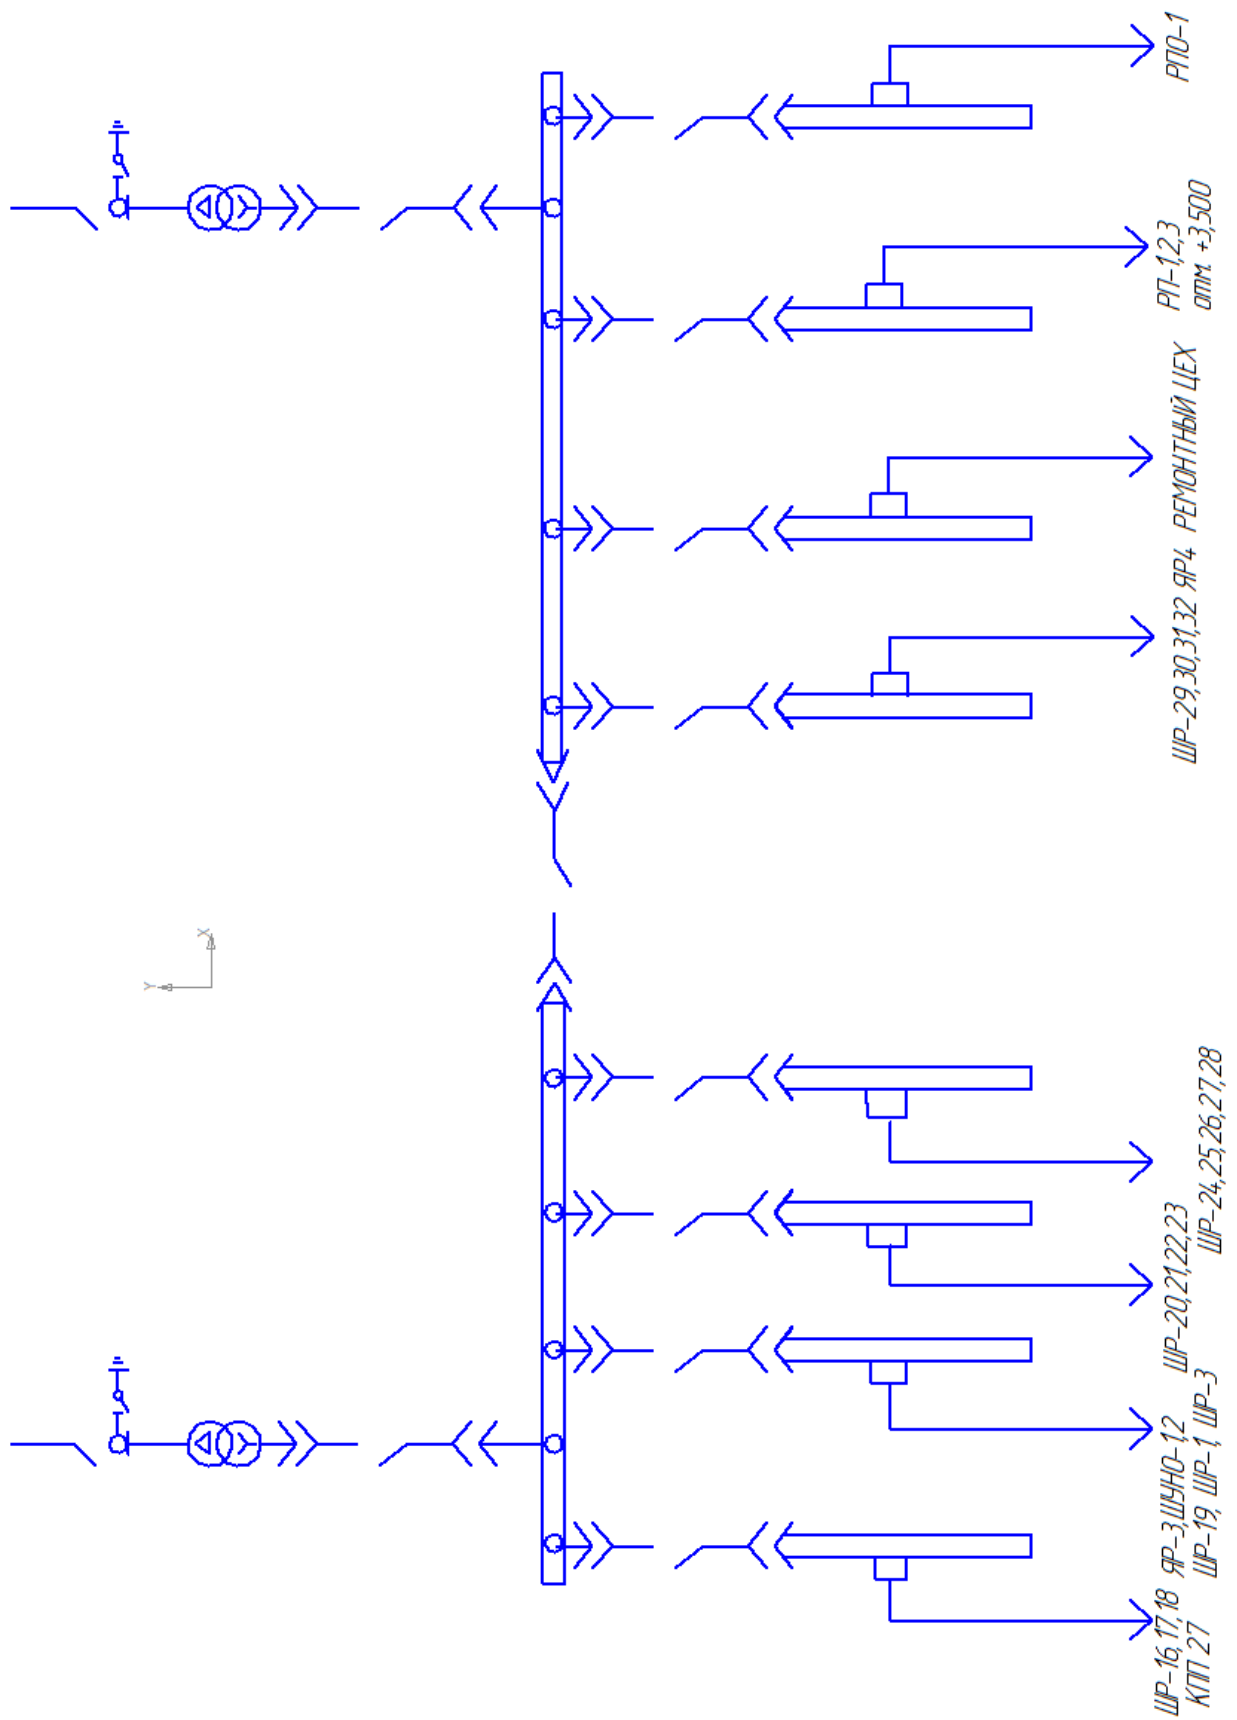 ШР-16,17,18
КПП 27
ЯР-3,ШУНО-1,2
ШР-19, ШР-1, ШР-3
ШР-20,21,22,23
ШР-24,25,26,27,28
ШР-29,30,31,32 ЯР4
РЕМОНТНЫЙ ЦЕХ
РП-1,2,3
отм. +3,500
РПО-1
Y
X